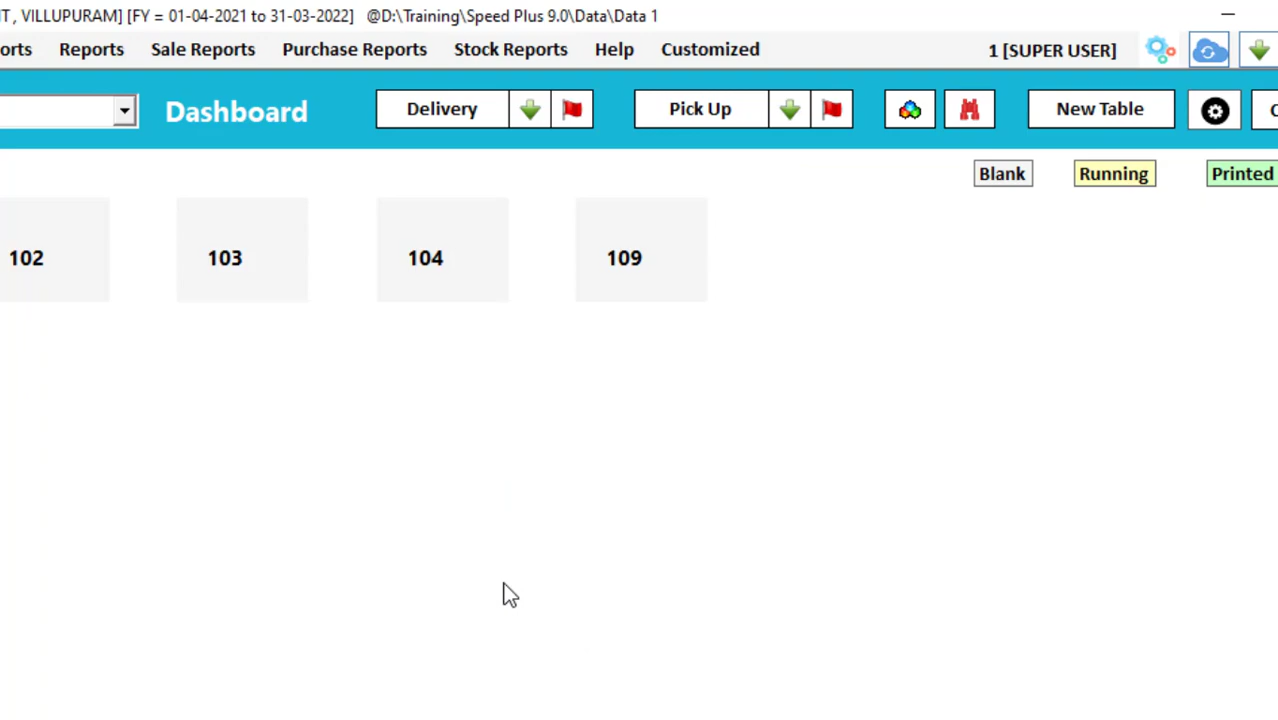 T, VILLUPURAM] [FY = 01-04-2021 to 31-03-2022] @D:\Training\Speed Plus 9.0\Data\Data 1
orts Reports Sale Reports Purchase Reports Stock Reports Help Customized 1 [SUPER USER]
Dashboard Delivery Pick Up New Table
Blank Running Printed
102 103 104 109